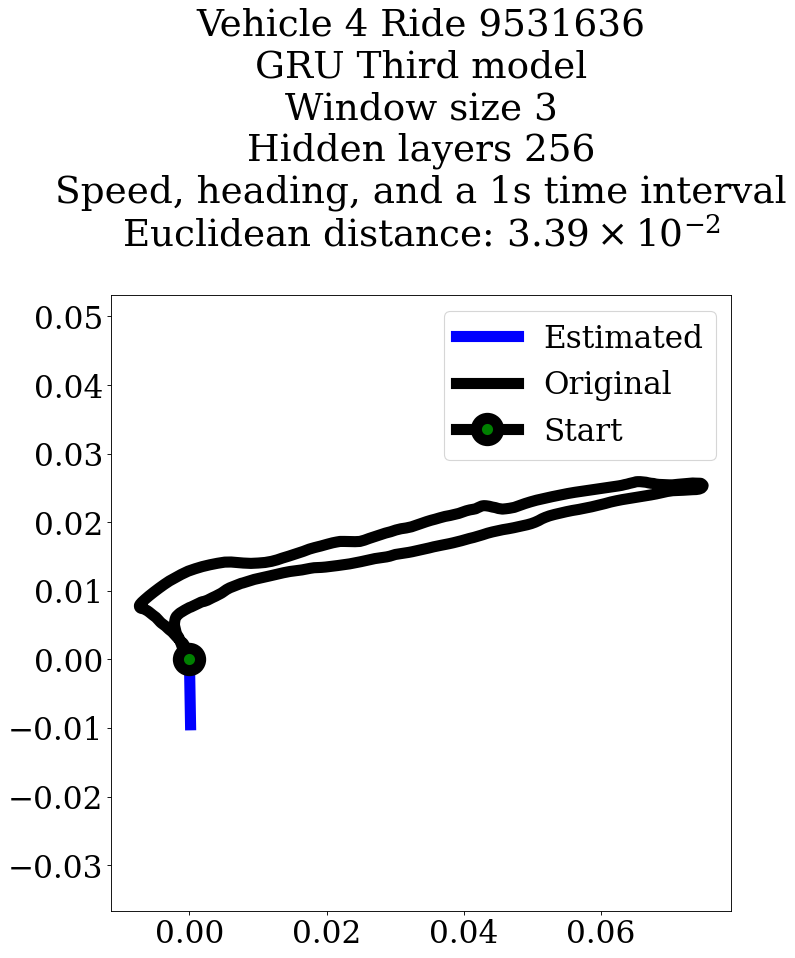 Vehicle 4 Ride 9531636
GRU Third model
Window size 3
Hidden layers 256
Speed, heading, and a 1s time interval
Euclidean distance: 3.39 × 10⁻²
Estimated
Original
Start
0.05
0.04
0.03
0.02
0.01
0.00
−0.01
−0.02
−0.03
0.00 0.02 0.04 0.06